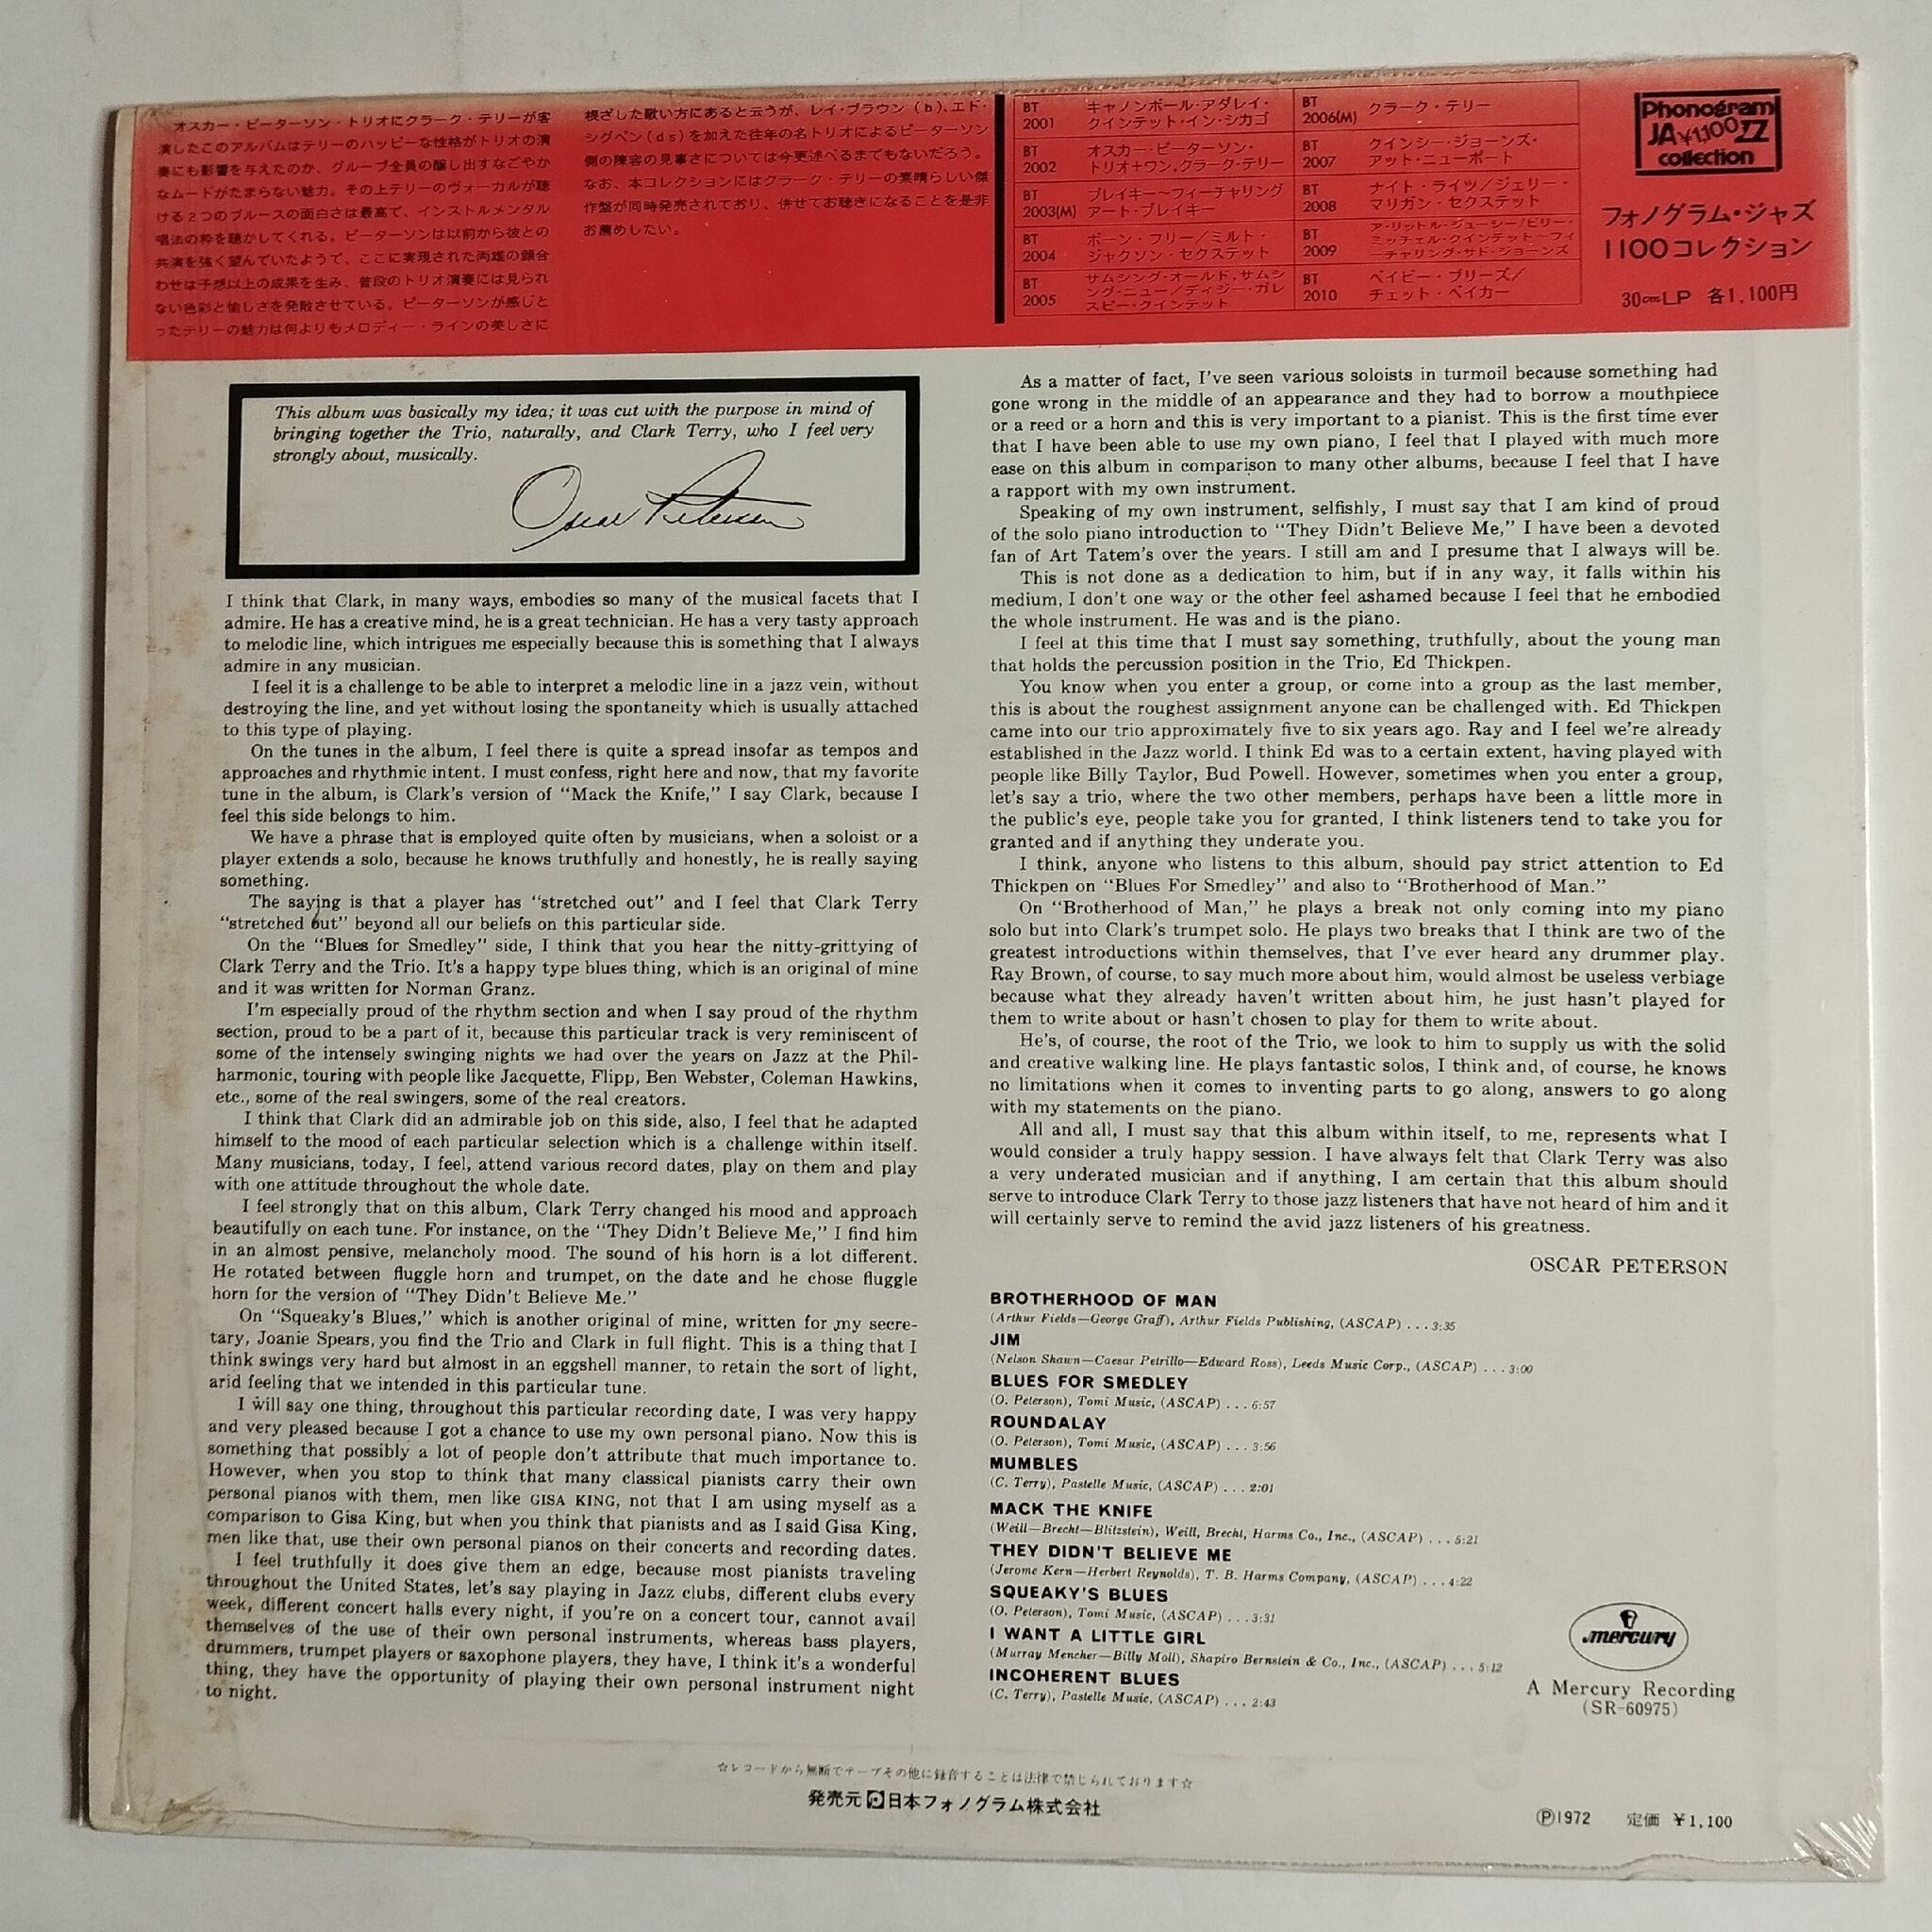 オスカー・ピーターソン・トリオにクラーク・テリーが客
演したこのアルバムはテリーのハッピーな性格がトリオの演
奏にも影響を与えたのか、グループ全員の醸し出すなごやか
なムードがたまらない魅力。その上テリーのヴォーカルが聴
ける2つのブルースの面白さは最高で、インストルメンタル
唱法の粋を聴かしてくれる。ピーターソンは以前から彼との
共演を強く望んでいたようで、ここに実現された両雄の顔合
わせは予想以上の成果を生み、普段のトリオ演奏には見られ
ない色彩と愉しさを発散させている。ピーターソンが感じと
ったテリーの魅力は何よりもメロディー・ラインの美しさに
根ざした歌い方にあると云うが、レイ・ブラウン(b)、エド・
シグペン(ds)を加えた往年の名トリオによるピーターソン
側の陣容の見事さについては今更述べるまでもないだろう。
なお、本コレクションにはクラーク・テリーの素晴らしい傑
作盤が同時発売されており、併せてお聴きになることを是非
お薦めしたい。
BT 2001 キャノンボール・アダレイ・
クインテット・イン・シカゴ
BT 2002 オスカー・ピーターソン・
トリオ+ワン。クラーク・テリー
BT 2003(M) ブレイキー〜フィーチャリング
アート・ブレイキー
BT 2004 ボーン・フリー/ミルト・
ジャクソン・セクステット
BT 2005 サムシング・オールド,サムシ
ング・ニュー/ディジー・ガレ
スピー・クインテット
BT 2006(M) クラーク・テリー
BT 2007 クインシー・ジョーンズ・
アット・ニューポート
BT 2008 ナイト・ライツ/ジェリー・
マリガン・セクステット
BT 2009 ア・リットル・ジューシー/ビリー・
ミッチェル・クインテット〜フィ
ーチャリング・サド・ジョーンズ
BT 2010 ベイビー・ブリーズ/
チェット・ベイカー
Phonogram
JA¥1,100ZZ
collection
フォノグラム・ジャズ
1100コレクション
30cmLP 各1,100円
This album was basically my idea; it was cut with the purpose in mind of
bringing together the Trio, naturally, and Clark Terry, who I feel very
strongly about, musically.
Oscar Peterson
I think that Clark, in many ways, embodies so many of the musical facets that I
admire. He has a creative mind, he is a great technician. He has a very tasty approach
to melodic line, which intrigues me especially because this is something that I always
admire in any musician.
I feel it is a challenge to be able to interpret a melodic line in a jazz vein, without
destroying the line, and yet without losing the spontaneity which is usually attached
to this type of playing.
On the tunes in the album, I feel there is quite a spread insofar as tempos and
approaches and rhythmic intent. I must confess, right here and now, that my favorite
tune in the album, is Clark's version of "Mack the Knife," I say Clark, because I
feel this side belongs to him.
We have a phrase that is employed quite often by musicians, when a soloist or a
player extends a solo, because he knows truthfully and honestly, he is really saying
something.
The saying is that a player has "stretched out" and I feel that Clark Terry
"stretched out" beyond all our beliefs on this particular side.
On the "Blues for Smedley" side, I think that you hear the nitty-grittying of
Clark Terry and the Trio. It's a happy type blues thing, which is an original of mine
and it was written for Norman Granz.
I'm especially proud of the rhythm section and when I say proud of the rhythm
section, proud to be a part of it, because this particular track is very reminiscent of
some of the intensely swinging nights we had over the years on Jazz at the Phil-
harmonic, touring with people like Jacquette, Flipp, Ben Webster, Coleman Hawkins,
etc., some of the real swingers, some of the real creators.
I think that Clark did an admirable job on this side, also, I feel that he adapted
himself to the mood of each particular selection which is a challenge within itself.
Many musicians, today, I feel, attend various record dates, play on them and play
with one attitude throughout the whole date.
I feel strongly that on this album, Clark Terry changed his mood and approach
beautifully on each tune. For instance, on the "They Didn't Believe Me," I find him
in an almost pensive, melancholy mood. The sound of his horn is a lot different.
He rotated between fluggle horn and trumpet, on the date and he chose fluggle
horn for the version of "They Didn't Believe Me."
On "Squeaky's Blues," which is another original of mine, written for my secre-
tary, Joanie Spears, you find the Trio and Clark in full flight. This is a thing that I
think swings very hard but almost in an eggshell manner, to retain the sort of light,
arid feeling that we intended in this particular tune.
I will say one thing, throughout this particular recording date, I was very happy
and very pleased because I got a chance to use my own personal piano. Now this is
something that possibly a lot of people don't attribute that much importance to.
However, when you stop to think that many classical pianists carry their own
personal pianos with them, men like GISA KING, not that I am using myself as a
comparison to Gisa King, but when you think that pianists and as I said Gisa King,
men like that, use their own personal pianos on their concerts and recording dates.
I feel truthfully it does give them an edge, because most pianists traveling
throughout the United States, let's say playing in Jazz clubs, different clubs every
week, different concert halls every night, if you're on a concert tour, cannot avail
themselves of the use of their own personal instruments, whereas bass players,
drummers, trumpet players or saxophone players, they have, I think it's a wonderful
thing, they have the opportunity of playing their own personal instrument night
to night.
As a matter of fact, I've seen various soloists in turmoil because something had
gone wrong in the middle of an appearance and they had to borrow a mouthpiece
or a reed or a horn and this is very important to a pianist. This is the first time ever
that I have been able to use my own piano, I feel that I played with much more
ease on this album in comparison to many other albums, because I feel that I have
a rapport with my own instrument.
Speaking of my own instrument, selfishly, I must say that I am kind of proud
of the solo piano introduction to "They Didn't Believe Me," I have been a devoted
fan of Art Tatem's over the years. I still am and I presume that I always will be.
This is not done as a dedication to him, but if in any way, it falls within his
medium, I don't one way or the other feel ashamed because I feel that he embodied
the whole instrument. He was and is the piano.
I feel at this time that I must say something, truthfully, about the young man
that holds the percussion position in the Trio, Ed Thickpen.
You know when you enter a group, or come into a group as the last member,
this is about the roughest assignment anyone can be challenged with. Ed Thickpen
came into our trio approximately five to six years ago. Ray and I feel we're already
established in the Jazz world. I think Ed was to a certain extent, having played with
people like Billy Taylor, Bud Powell. However, sometimes when you enter a group,
let's say a trio, where the two other members, perhaps have been a little more in
the public's eye, people take you for granted, I think listeners tend to take you for
granted and if anything they underate you.
I think, anyone who listens to this album, should pay strict attention to Ed
Thickpen on "Blues For Smedley" and also to "Brotherhood of Man."
On "Brotherhood of Man," he plays a break not only coming into my piano
solo but into Clark's trumpet solo. He plays two breaks that I think are two of the
greatest introductions within themselves, that I've ever heard any drummer play.
Ray Brown, of course, to say much more about him, would almost be useless verbiage
because what they already haven't written about him, he just hasn't played for
them to write about or hasn't chosen to play for them to write about.
He's, of course, the root of the Trio, we look to him to supply us with the solid
and creative walking line. He plays fantastic solos, I think and, of course, he knows
no limitations when it comes to inventing parts to go along, answers to go along
with my statements on the piano.
All and all, I must say that this album within itself, to me, represents what I
would consider a truly happy session. I have always felt that Clark Terry was also
a very underated musician and if anything, I am certain that this album should
serve to introduce Clark Terry to those jazz listeners that have not heard of him and it
will certainly serve to remind the avid jazz listeners of his greatness.
OSCAR PETERSON
BROTHERHOOD OF MAN
(Arthur Fields—George Graff), Arthur Fields Publishing, (ASCAP) ... 3:35
JIM
(Nelson Shawn—Caesar Petrillo—Edward Ross), Leeds Music Corp., (ASCAP) ... 3:00
BLUES FOR SMEDLEY
(O. Peterson), Tomi Music, (ASCAP) ... 6:57
ROUNDALAY
(O. Peterson), Tomi Music, (ASCAP) ... 3:56
MUMBLES
(C. Terry), Pastelle Music, (ASCAP) ... 2:01
MACK THE KNIFE
(Weill—Brecht—Blitzstein), Weill, Brecht, Harms Co., Inc., (ASCAP) ... 5:21
THEY DIDN'T BELIEVE ME
(Jerome Kern—Herbert Reynolds), T. B. Harms Company, (ASCAP) ... 4:22
SQUEAKY'S BLUES
(O. Peterson), Tomi Music, (ASCAP) ... 3:31
I WANT A LITTLE GIRL
(Murray Mencher—Billy Moll), Shapiro Bernstein & Co., Inc., (ASCAP) ... 5:12
INCOHERENT BLUES
(C. Terry), Pastelle Music, (ASCAP) ... 2:43
mercury
A Mercury Recording
(SR-60975)
☆レコードから無断でテープその他に録音することは法律で禁じられております☆
発売元 日本フォノグラム株式会社
Ⓟ1972 定価 ¥1,100